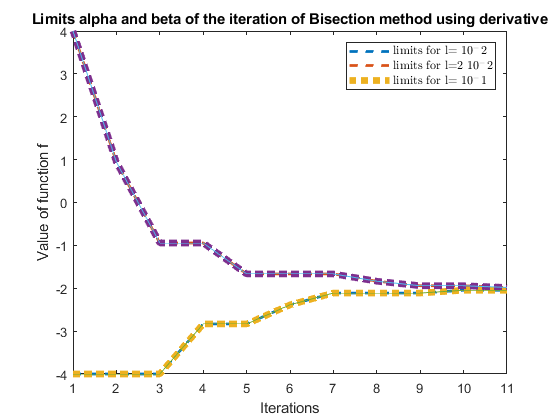 Limits alpha and beta of the iteration of Bisection method using derivative
4
3
2
1
0
-1
-2
-3
-4
Value of function f
limits for l= 10⁻2
limits for l=2 10⁻2
limits for l= 10⁻1
1 2 3 4 5 6 7 8 9 10 11
Iterations